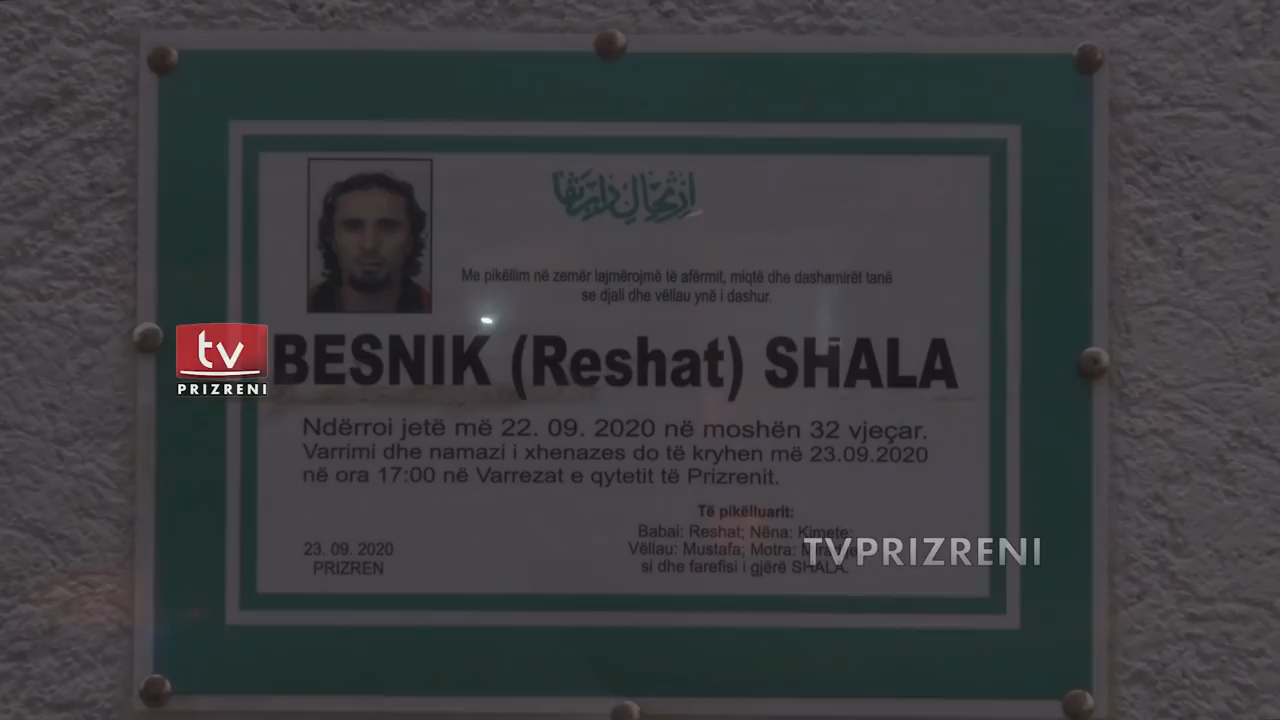 Me pikëllim në zemër lajmërojmë të afërmit, miqtë dhe dashamirët tanë
se djali dhe vëllau ynë i dashur.
BESNIK (Reshat) SHALA
tv
PRIZRENI
Ndërroi jetë më 22. 09. 2020 në moshën 32 vjeçar.
Varrimi dhe namazi i xhenazes do të kryhen më 23.09.2020
në ora 17:00 në Varrezat e qytetit të Prizrenit.
Të pikëlluarit:
Babai: Reshat; Nëna: Kimete;
Vëllau: Mustafa; Motra:
si dhe farefisi i gjërë SHALA.
23. 09. 2020
PRIZREN
TVPRIZRENI